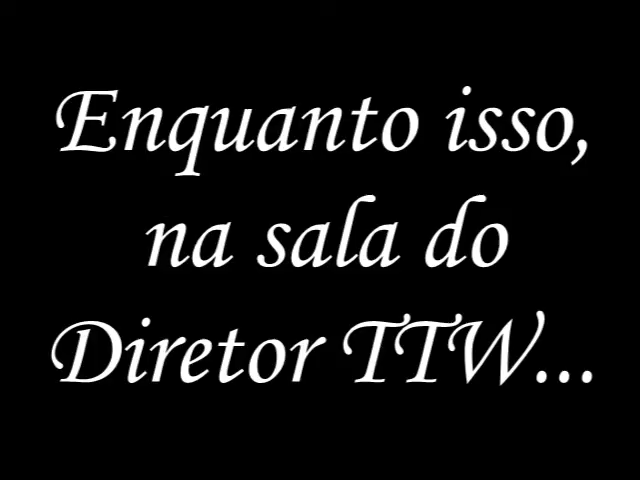 Enquanto isso,
na sala do
Diretor TTW...